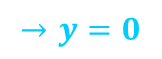 → y = 0